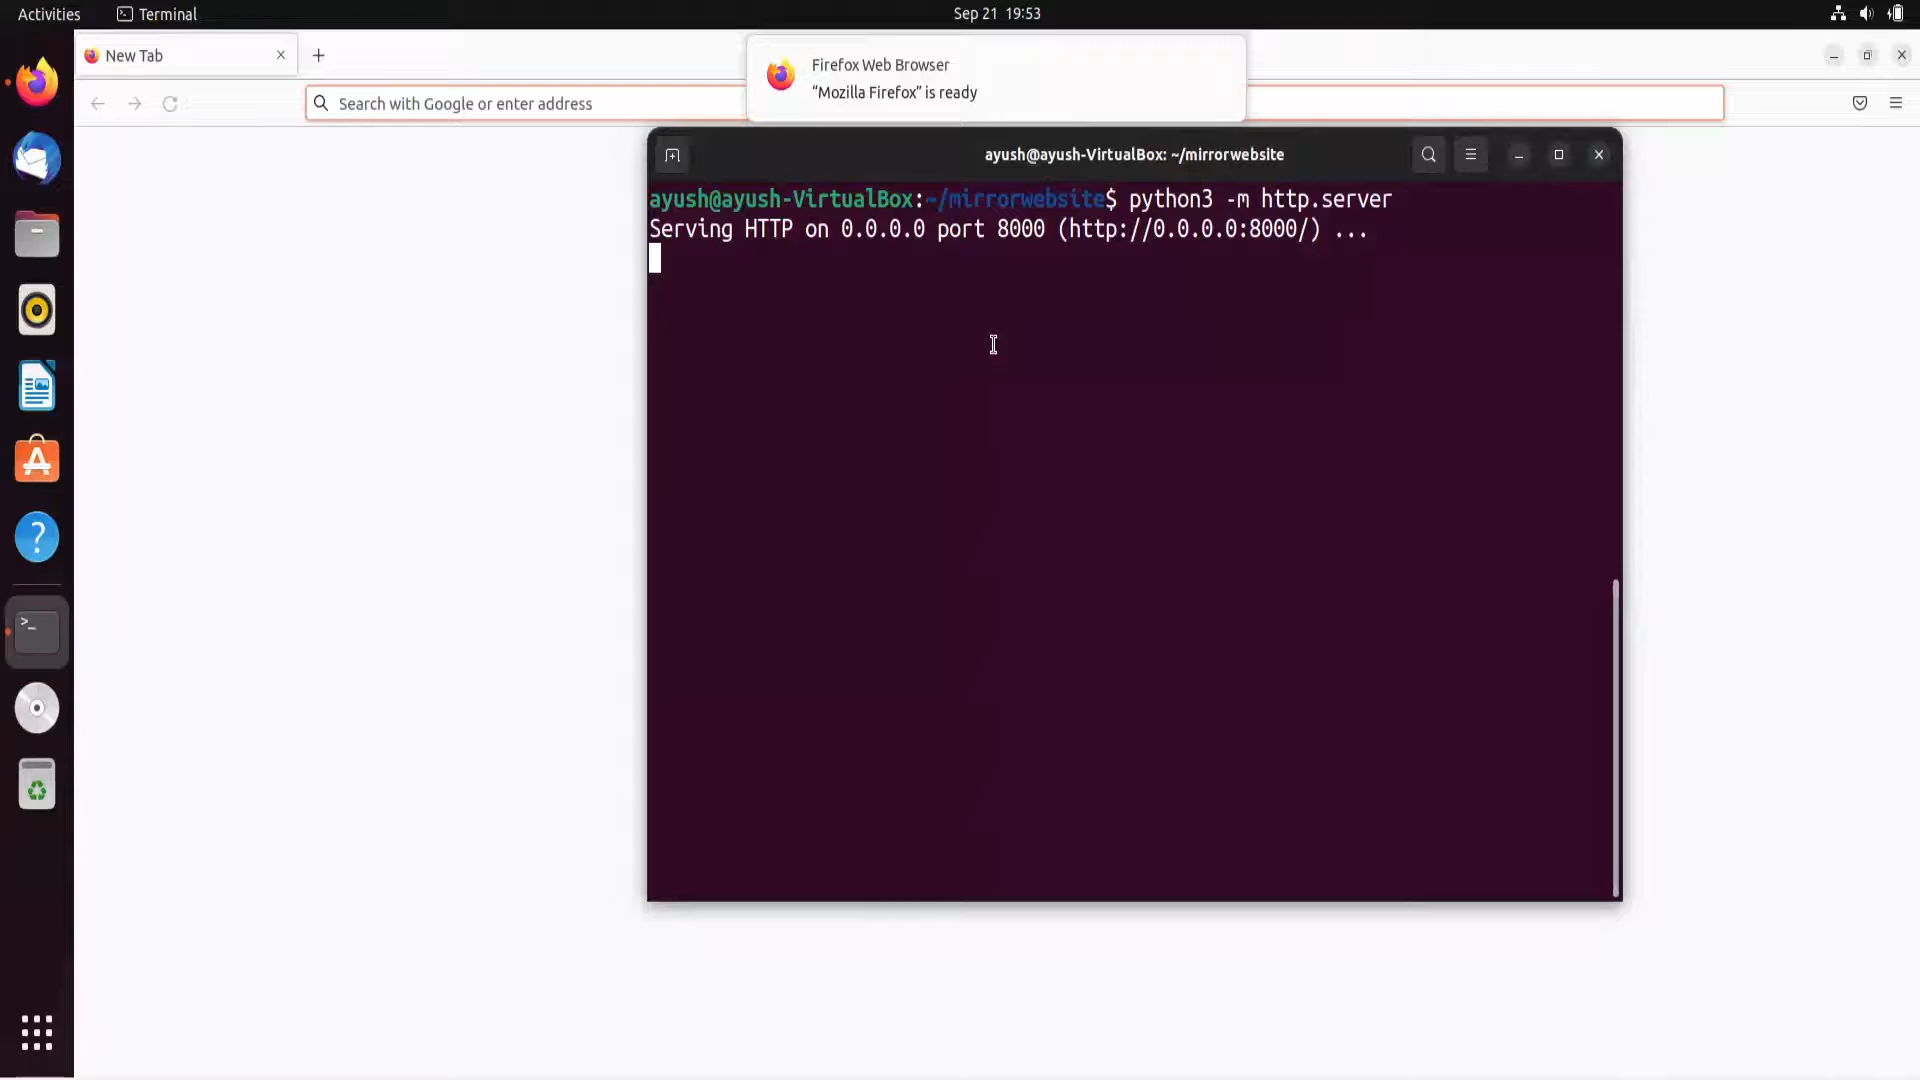 Activities
Terminal
Sep 21 19:53
New Tab
Firefox Web Browser
“Mozilla Firefox” is ready
Search with Google or enter address
ayush@ayush-VirtualBox: ~/mirrorwebsite
ayush@ayush-VirtualBox:~/mirrorwebsite$ python3 -m http.server
Serving HTTP on 0.0.0.0 port 8000 (http://0.0.0.0:8000/) ...